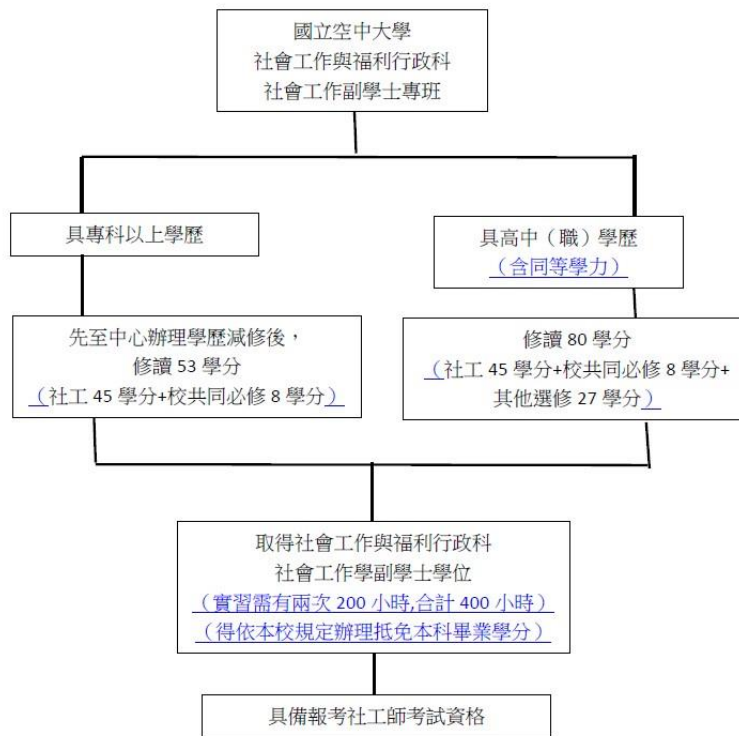 國立空中大學
社會工作與福利行政科
社會工作副學士專班
具專科以上學歷
具高中（職）學歷
（含同等學力）
先至中心辦理學歷減修後，
修讀 53 學分
（社工 45 學分+校共同必修 8 學分）
修讀 80 學分
（社工 45 學分+校共同必修 8 學分+
其他選修 27 學分）
取得社會工作與福利行政科
社會工作學副學士學位
（實習需有兩次 200 小時,合計 400 小時）
（得依本校規定辦理抵免本科畢業學分）
具備報考社工師考試資格